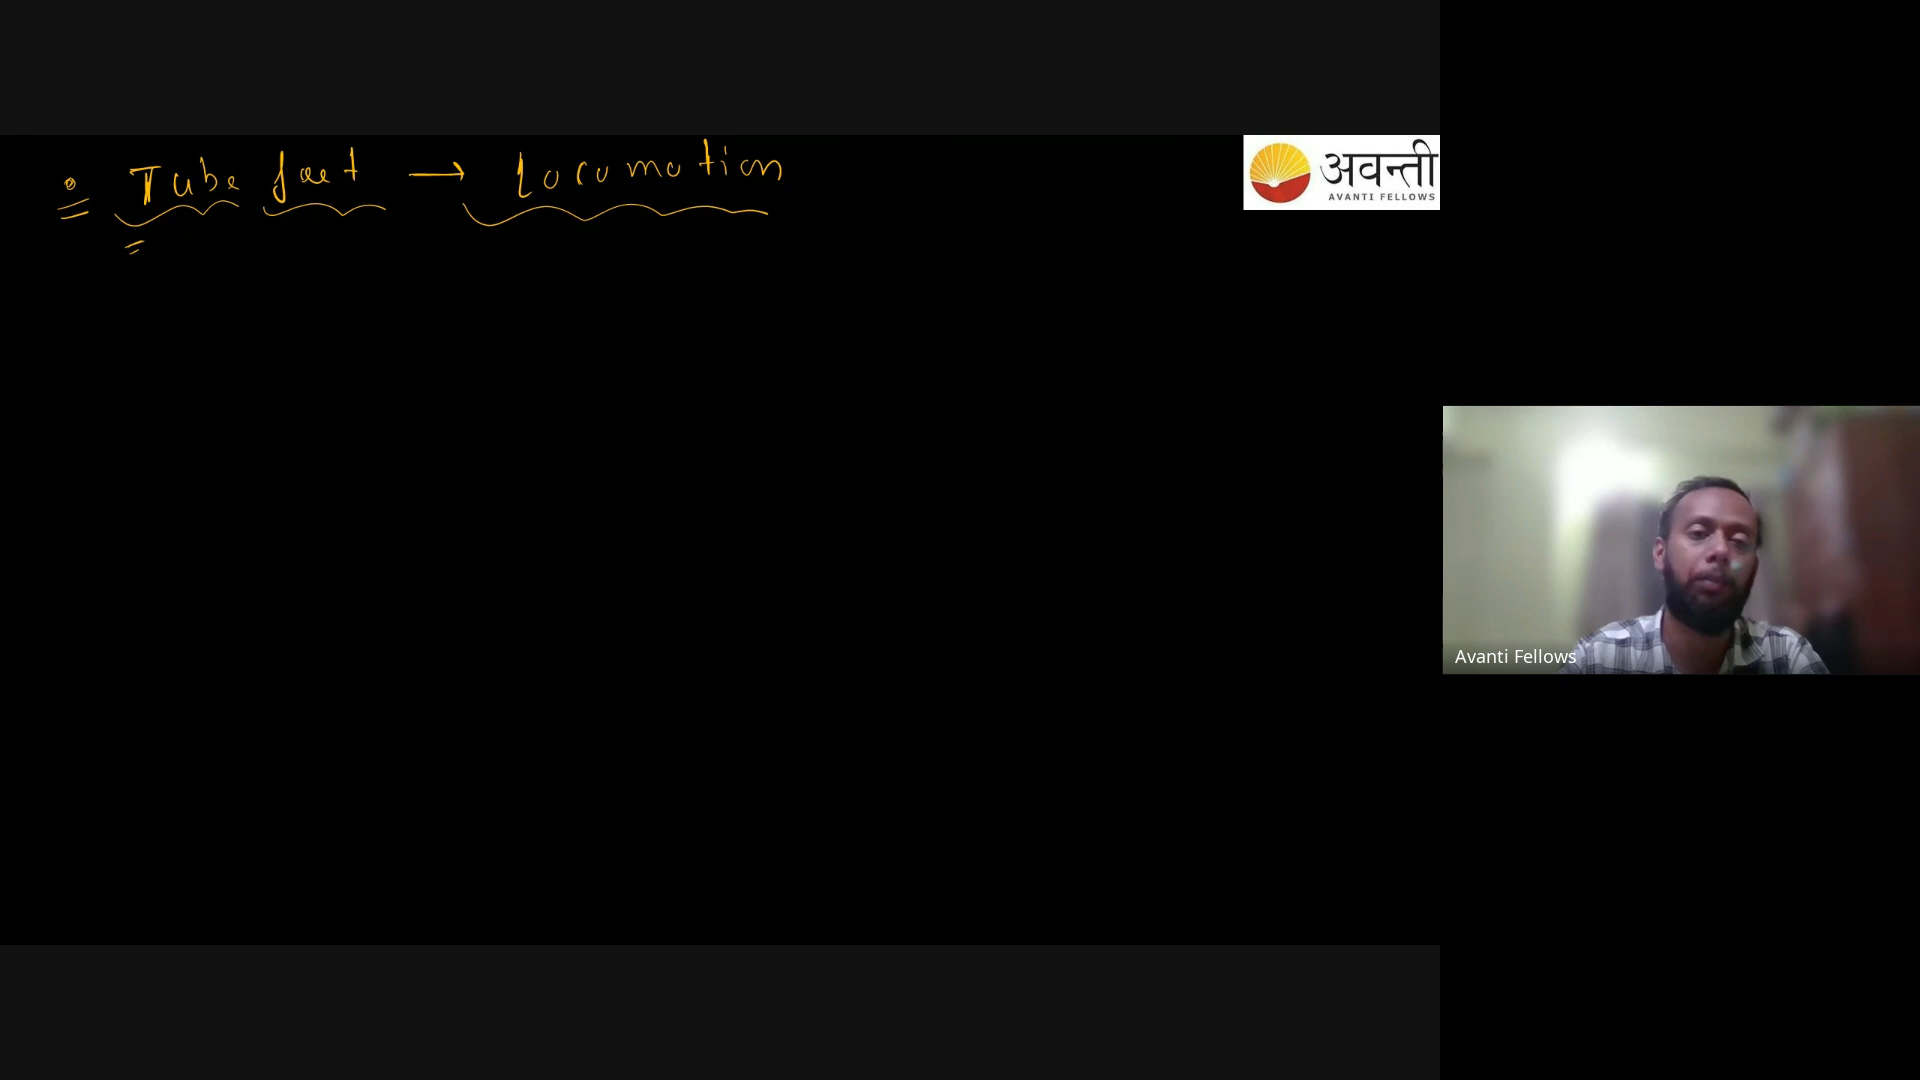 Tube feet → Locomotion
अवन्ती
AVANTI FELLOWS
Avanti Fellows